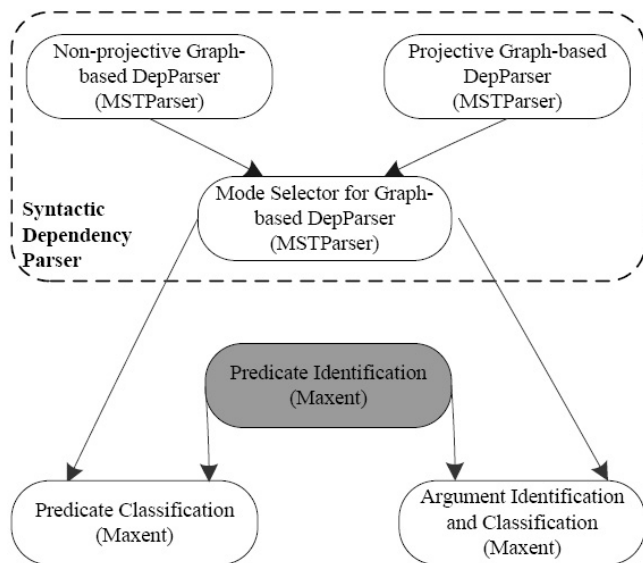 Non-projective Graph-
based DepParser
(MSTParser)
Projective Graph-based
DepParser
(MSTParser)
Mode Selector for Graph-
based DepParser
(MSTParser)
Syntactic
Dependency
Parser
Predicate Identification
(Maxent)
Predicate Classification
(Maxent)
Argument Identification
and Classification
(Maxent)